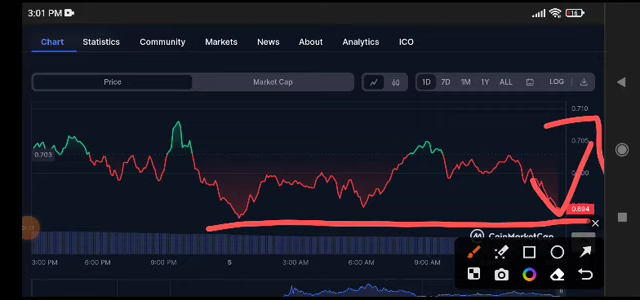 3:01 PM
16
Chart Statistics Community Markets News About Analytics ICO
Price Market Cap 1D 7D 1M 1Y ALL LOG
0.710
0.705
0.703
0.694
CoinMarketCap
3:00 PM 6:00 PM 9:00 PM 5 3:00 AM 6:00 AM 9:00 AM